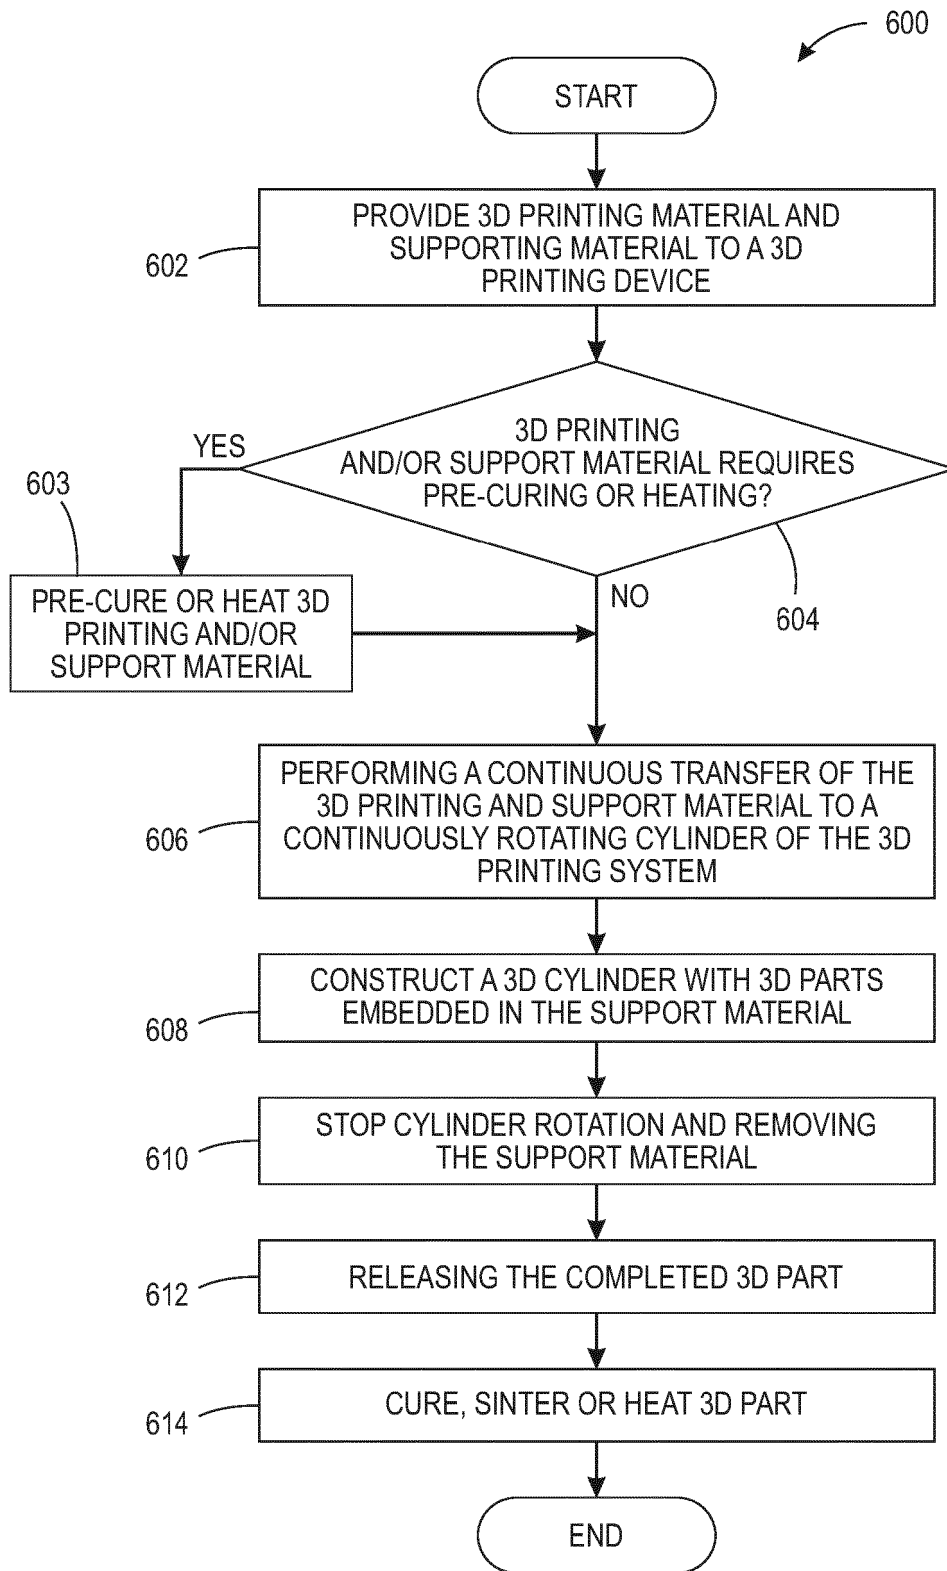 600
START
PROVIDE 3D PRINTING MATERIAL AND
SUPPORTING MATERIAL TO A 3D
PRINTING DEVICE
602
3D PRINTING
AND/OR SUPPORT MATERIAL REQUIRES
PRE-CURING OR HEATING?
YES
603
604
NO
PRE-CURE OR HEAT 3D
PRINTING AND/OR
SUPPORT MATERIAL
PERFORMING A CONTINUOUS TRANSFER OF THE
3D PRINTING AND SUPPORT MATERIAL TO A
CONTINUOUSLY ROTATING CYLINDER OF THE 3D
PRINTING SYSTEM
606
CONSTRUCT A 3D CYLINDER WITH 3D PARTS
EMBEDDED IN THE SUPPORT MATERIAL
608
STOP CYLINDER ROTATION AND REMOVING
THE SUPPORT MATERIAL
610
RELEASING THE COMPLETED 3D PART
612
CURE, SINTER OR HEAT 3D PART
614
END